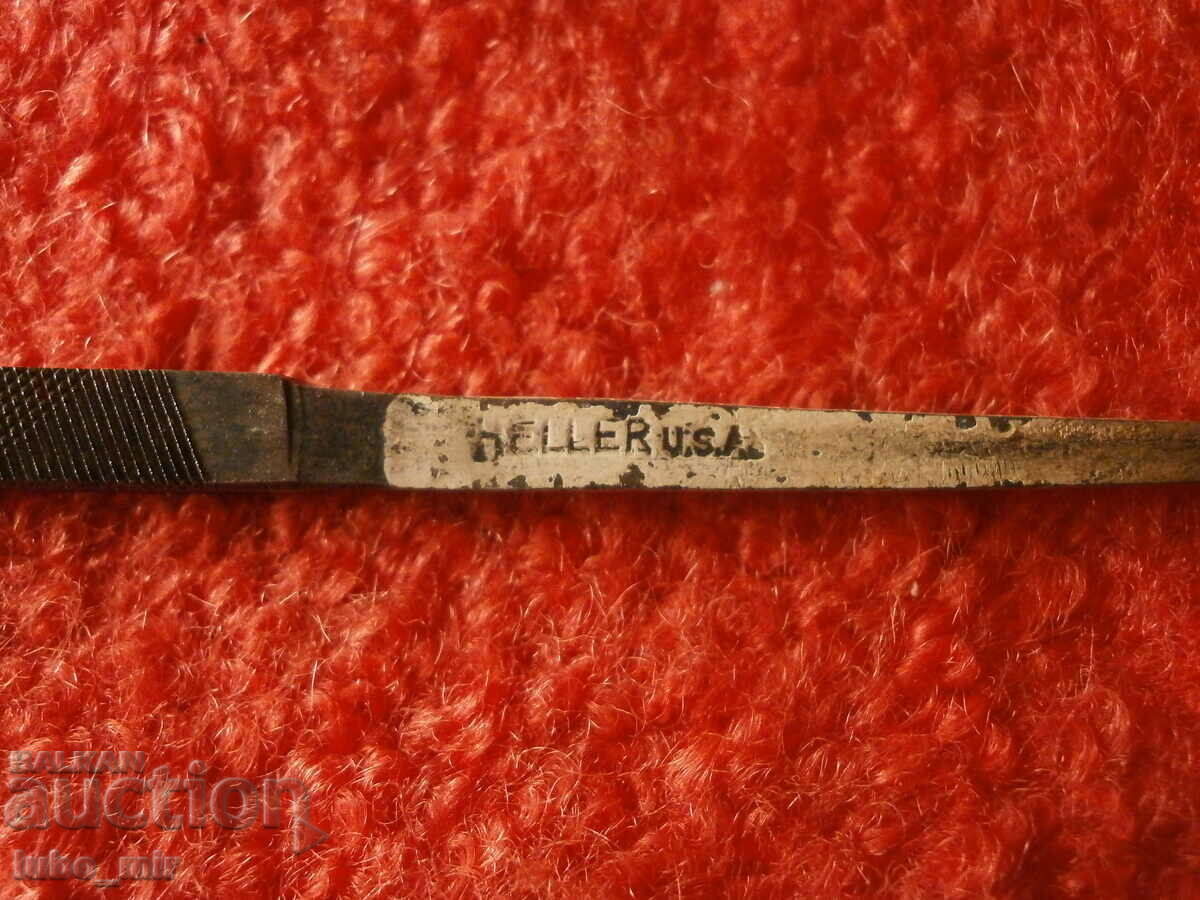 HELLER U.S.A
BALKAN
auction
lubo_mir